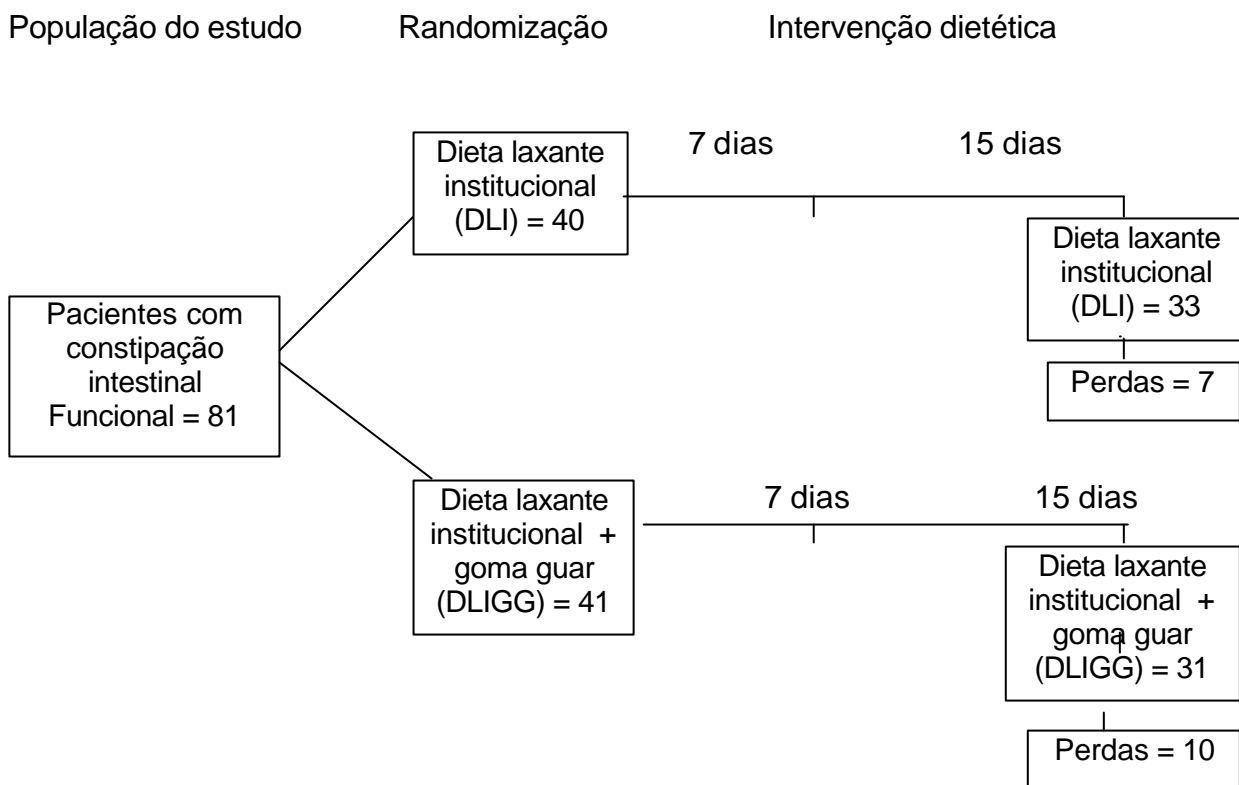 População do estudo
Randomização
Intervenção dietética
Pacientes com
constipação
intestinal
Funcional = 81
Dieta laxante
institucional
(DLI) = 40
7 dias
15 dias
Dieta laxante
institucional
(DLI) = 33
Perdas = 7
Dieta laxante
institucional +
goma guar
(DLIGG) = 41
7 dias
15 dias
Dieta laxante
institucional +
goma guar
(DLIGG) = 31
Perdas = 10